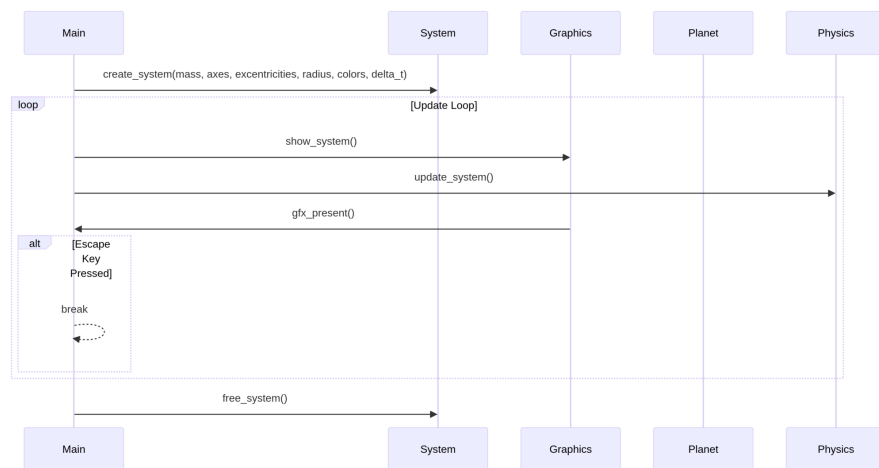 Main
System
Graphics
Planet
Physics
create_system(mass, axes, excentricities, radius, colors, delta_t)
loop
[Update Loop]
show_system()
update_system()
gfx_present()
alt
[Escape
Key
Pressed]
break
free_system()
Main
System
Graphics
Planet
Physics